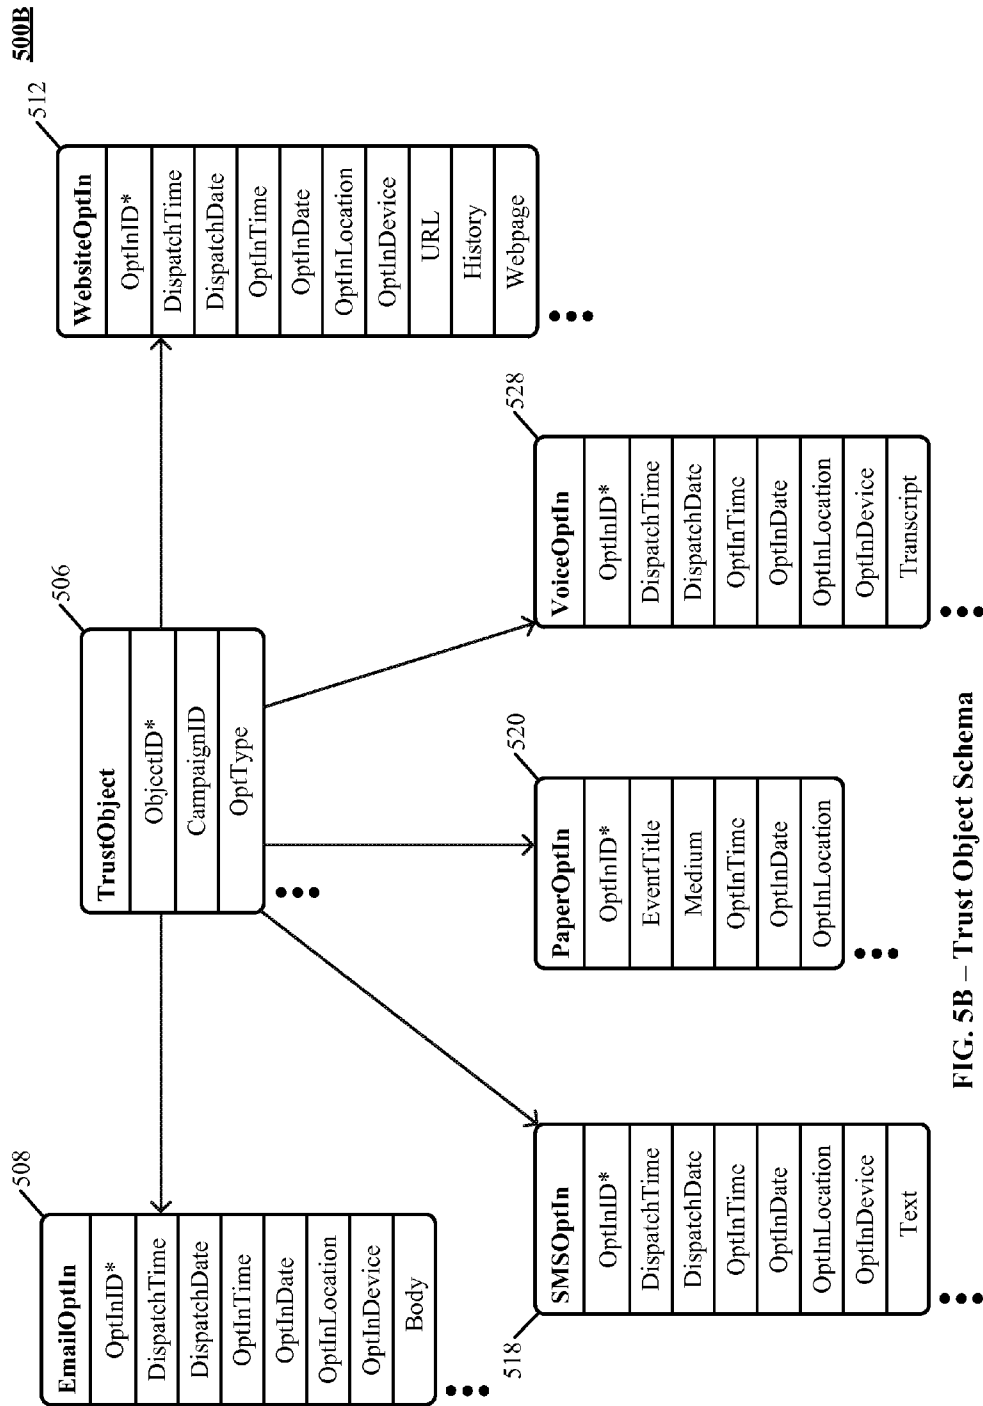 500B
508
EmailOptIn
OptInID*
DispatchTime
DispatchDate
OptInTime
OptInDate
OptInLocation
OptInDevice
Body
506
TrustObject
ObjectID*
CampaignID
OptType
512
WebsiteOptIn
OptInID*
DispatchTime
DispatchDate
OptInTime
OptInDate
OptInLocation
OptInDevice
URL
History
Webpage
518
SMSOptIn
OptInID*
DispatchTime
DispatchDate
OptInTime
OptInDate
OptInLocation
OptInDevice
Text
520
PaperOptIn
OptInID*
EventTitle
Medium
OptInTime
OptInDate
OptInLocation
528
VoiceOptIn
OptInID*
DispatchTime
DispatchDate
OptInTime
OptInDate
OptInLocation
OptInDevice
Transcript
FIG. 5B – Trust Object Schema